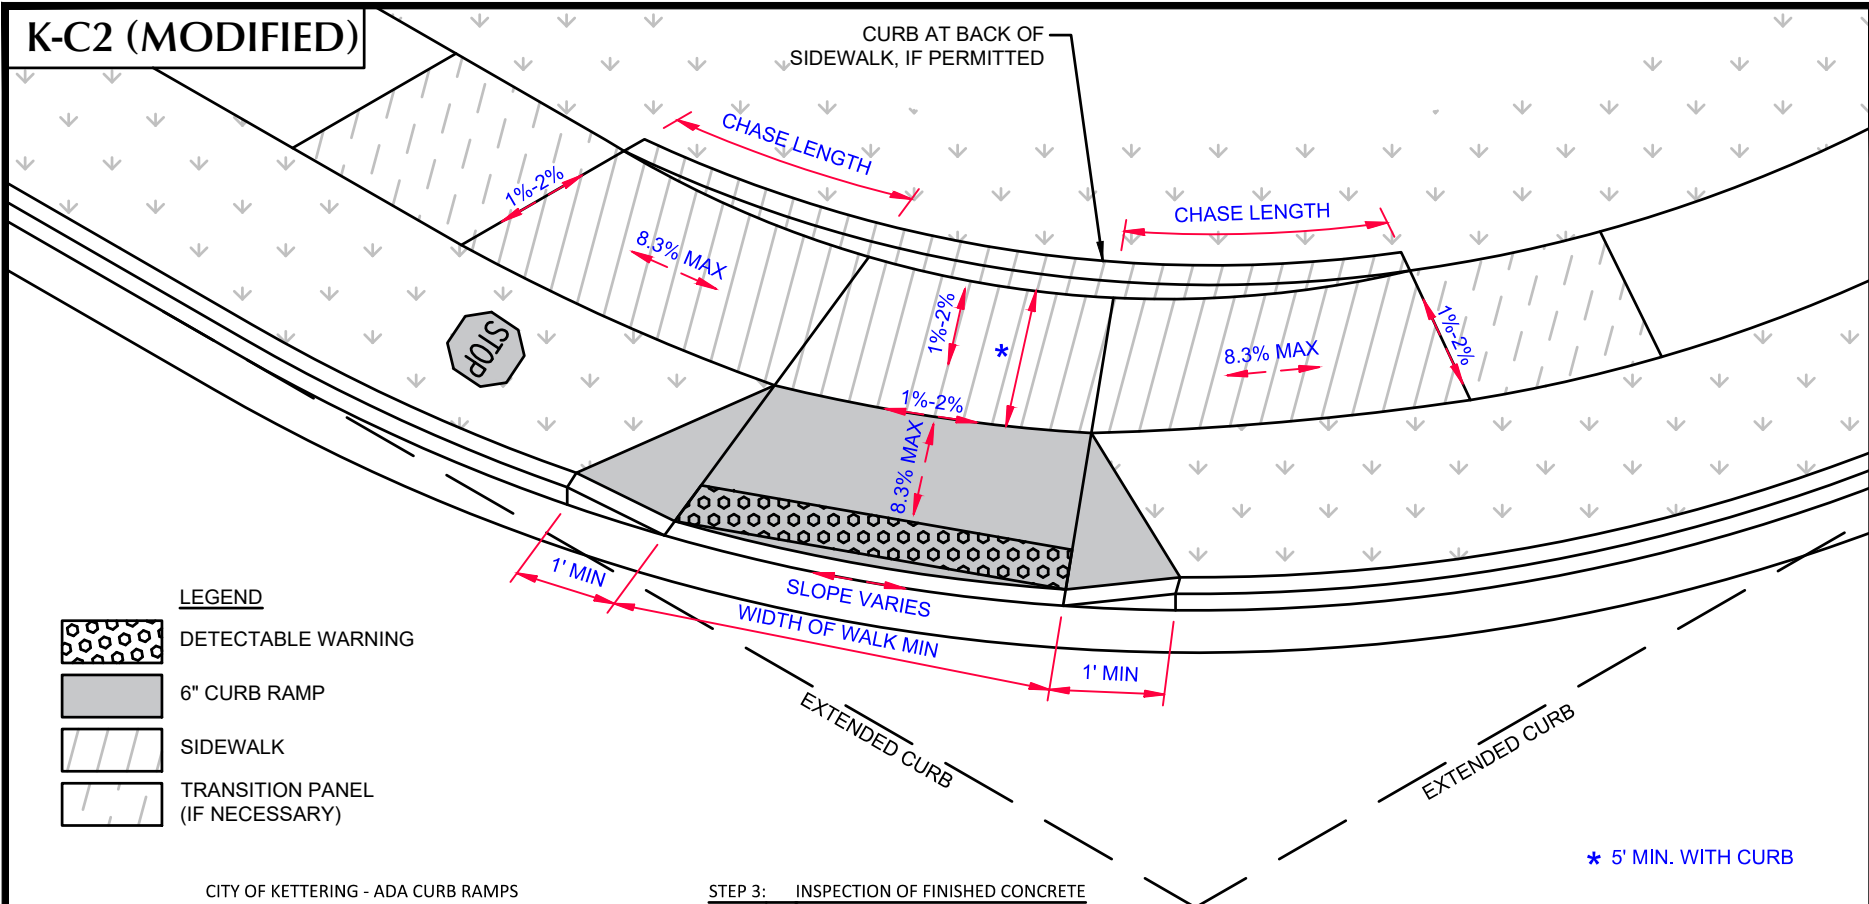 K-C2 (MODIFIED)
CURB AT BACK OF
SIDEWALK, IF PERMITTED
CHASE LENGTH
CHASE LENGTH
1%-2%
8.3% MAX
1%-2%
*
8.3% MAX
1%-2%
STOP
1%-2%
8.3% MAX
1' MIN
SLOPE VARIES
WIDTH OF WALK MIN
1' MIN
EXTENDED CURB
EXTENDED CURB
LEGEND
DETECTABLE WARNING
6" CURB RAMP
SIDEWALK
TRANSITION PANEL
(IF NECESSARY)
* 5' MIN. WITH CURB
CITY OF KETTERING - ADA CURB RAMPS
STEP 3: INSPECTION OF FINISHED CONCRETE